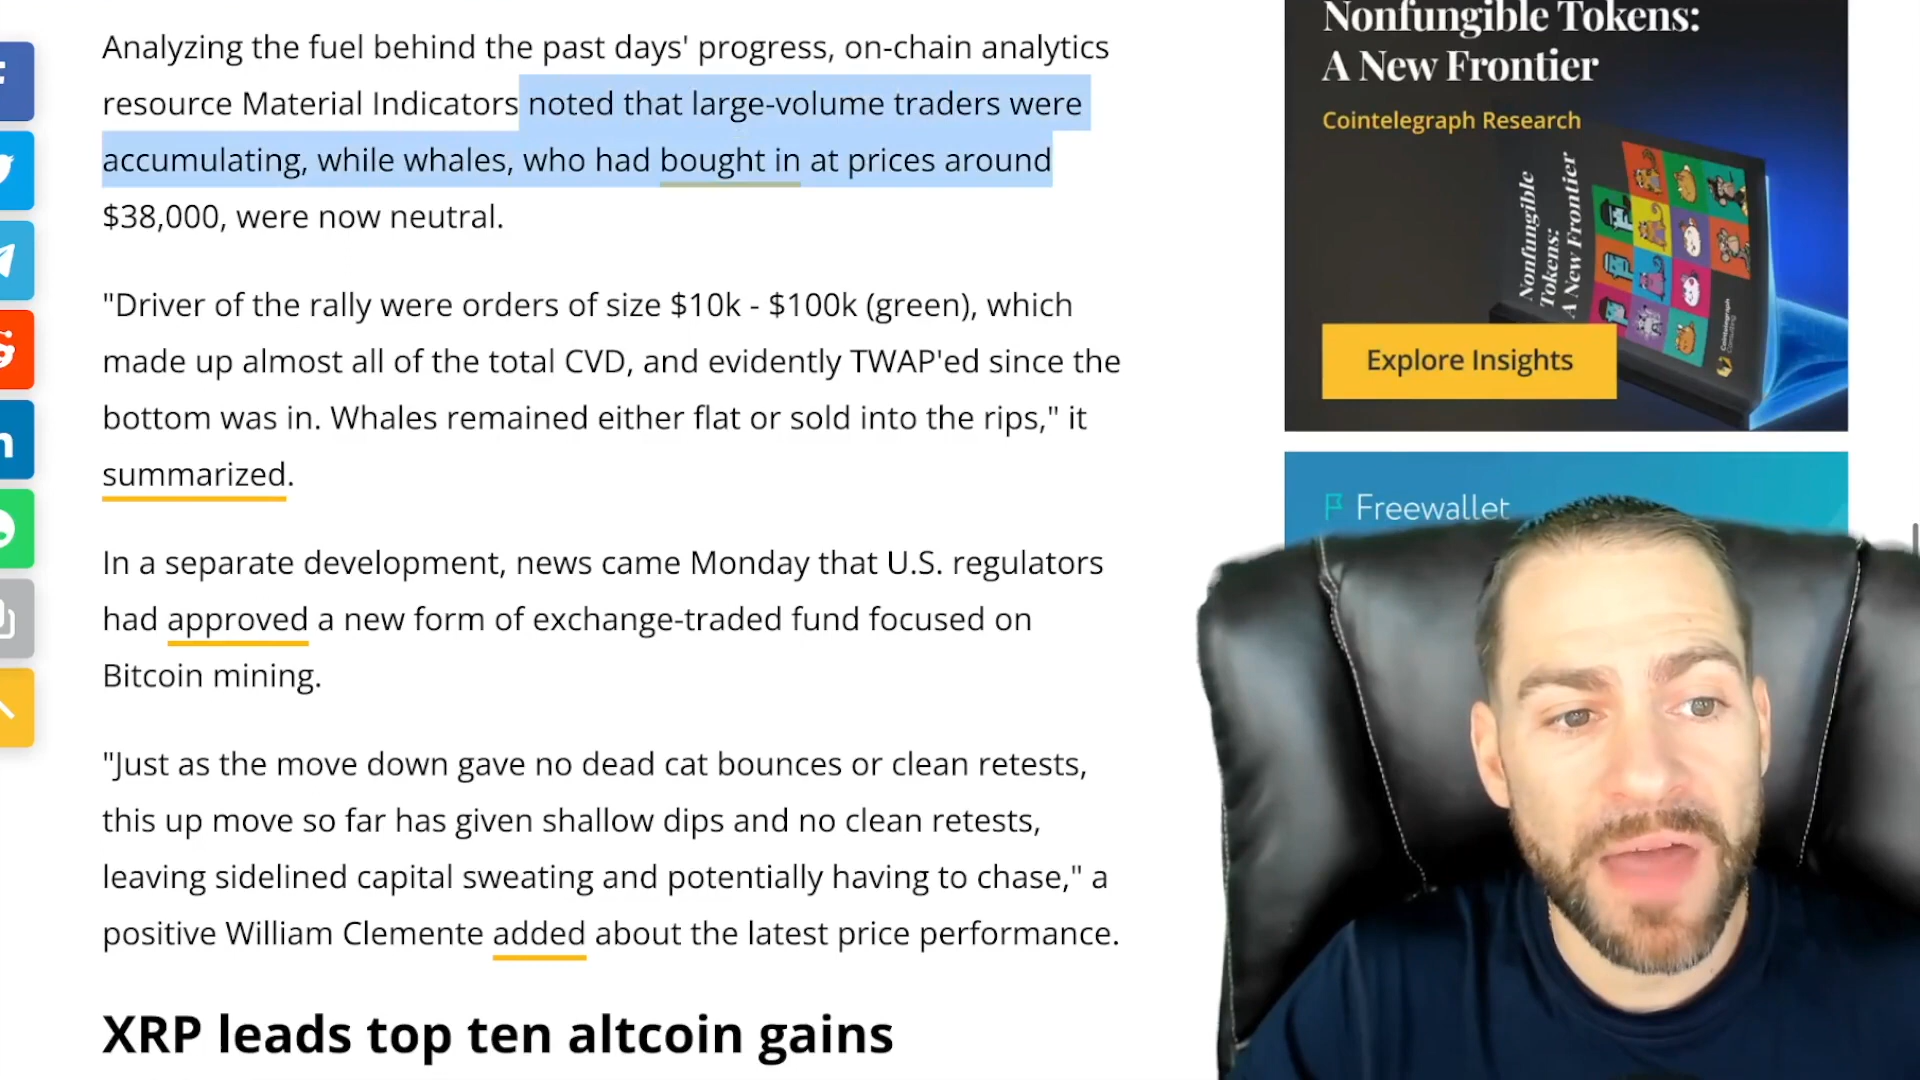 Analyzing the fuel behind the past days' progress, on-chain analytics
resource Material Indicators noted that large-volume traders were
accumulating, while whales, who had bought in at prices around
$38,000, were now neutral.
"Driver of the rally were orders of size $10k - $100k (green), which
made up almost all of the total CVD, and evidently TWAP'ed since the
bottom was in. Whales remained either flat or sold into the rips," it
summarized.
In a separate development, news came Monday that U.S. regulators
had approved a new form of exchange-traded fund focused on
Bitcoin mining.
"Just as the move down gave no dead cat bounces or clean retests,
this up move so far has given shallow dips and no clean retests,
leaving sidelined capital sweating and potentially having to chase," a
positive William Clemente added about the latest price performance.
XRP leads top ten altcoin gains
Nonfungible Tokens:
A New Frontier
Cointelegraph Research
Nonfungible
Tokens:
A New Frontier
Cointelegraph
Consulting
Explore Insights
Freewallet